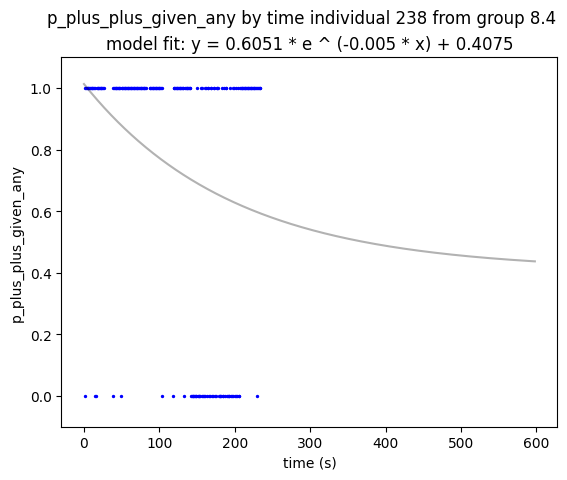 p_plus_plus_given_any by time individual 238 from group 8.4
model fit: y = 0.6051 * e ^ (-0.005 * x) + 0.4075
p_plus_plus_given_any
1.0
0.8
0.6
0.4
0.2
0.0
0 100 200 300 400 500 600
time (s)